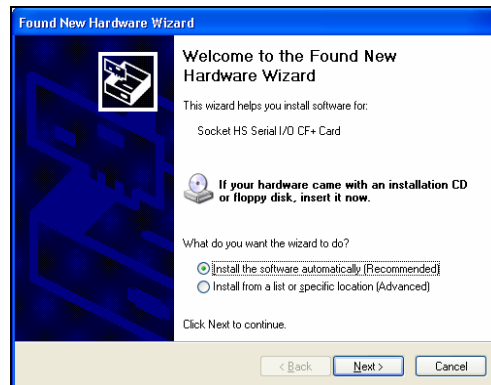 Found New Hardware Wizard
Welcome to the Found New
Hardware Wizard
This wizard helps you install software for:
Socket HS Serial I/O CF+ Card
If your hardware came with an installation CD
or floppy disk, insert it now.
What do you want the wizard to do?
Install the software automatically (Recommended)
Install from a list or specific location (Advanced)
Click Next to continue.
< Back Next > Cancel